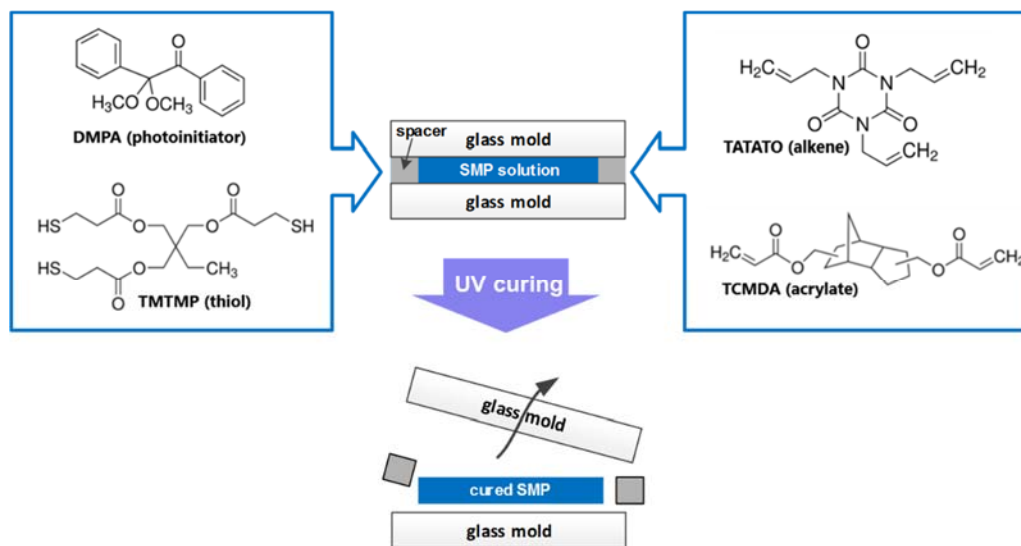 O
H₃CO OCH₃
DMPA (photoinitiator)
O
O
HS
O
O
SH
HS
O
O
CH₃
TMTMP (thiol)
spacer
glass mold
SMP solution
glass mold
UV curing
glass mold
cured SMP
glass mold
O
H₂C
N
N
CH₂
O
N
O
CH₂
TATATO (alkene)
O
H₂C
O
O
O
CH₂
TCMDA (acrylate)